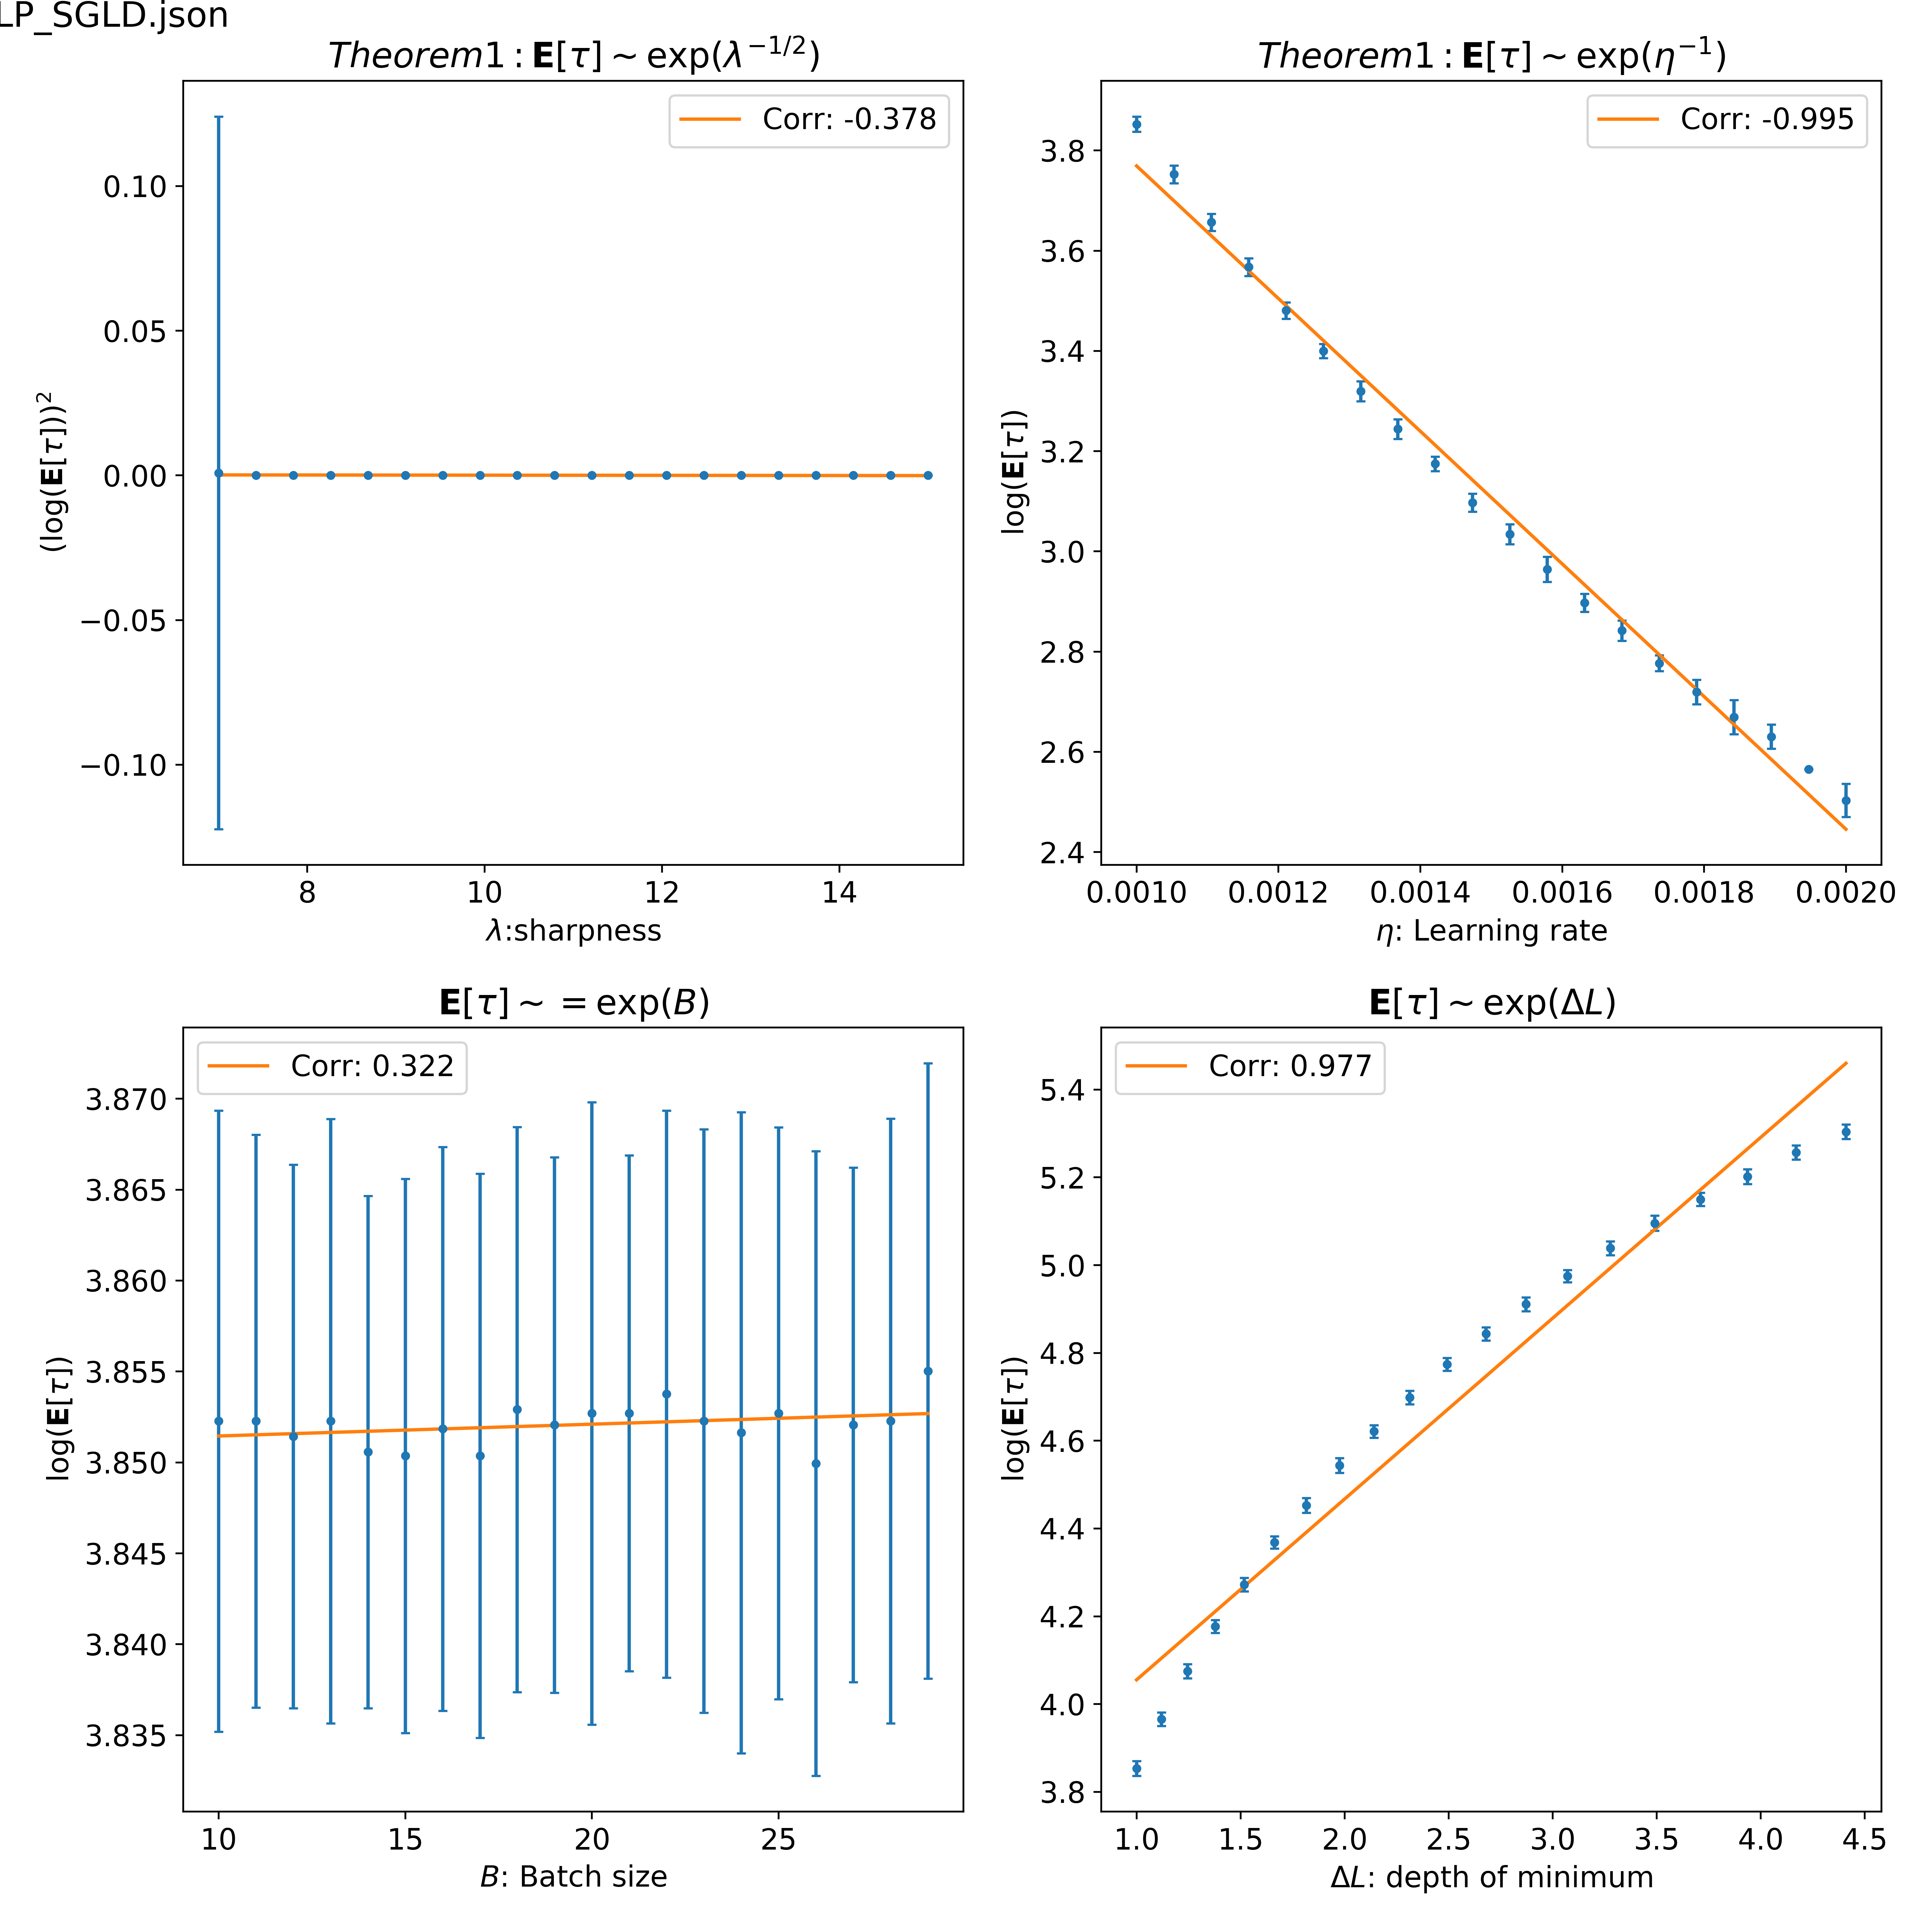 LP_SGLD.json
Theorem1 : E[τ] ~ exp(λ^{-1/2})
Corr: -0.378
0.10
0.05
0.00
−0.05
−0.10
(log(E[τ]))²
8 10 12 14
λ:sharpness
Theorem1 : E[τ] ~ exp(η^{-1})
Corr: -0.995
3.8
3.6
3.4
3.2
3.0
2.8
2.6
2.4
log(E[τ])
0.0010 0.0012 0.0014 0.0016 0.0018 0.0020
η: Learning rate
E[τ] ~ = exp(B)
Corr: 0.322
3.870
3.865
3.860
3.855
3.850
3.845
3.840
3.835
log(E[τ])
10 15 20 25
B: Batch size
E[τ] ~ exp(ΔL)
Corr: 0.977
5.4
5.2
5.0
4.8
4.6
4.4
4.2
4.0
3.8
log(E[τ])
1.0 1.5 2.0 2.5 3.0 3.5 4.0 4.5
ΔL: depth of minimum